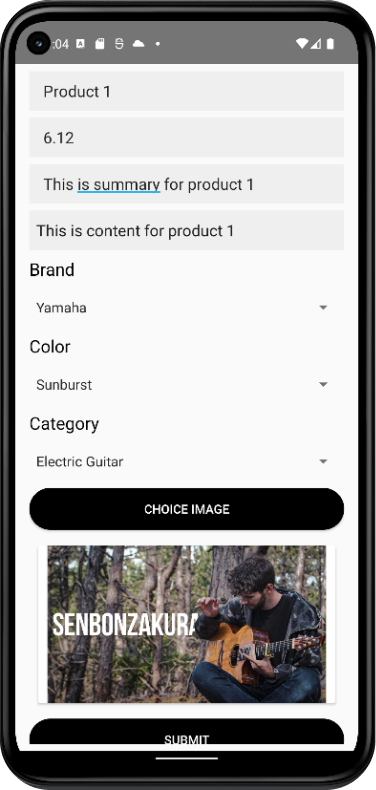 :04
Product 1
6.12
This is summary for product 1
This is content for product 1
Brand
Yamaha
Color
Sunburst
Category
Electric Guitar
CHOICE IMAGE
SENBONZAKURA
SUBMIT